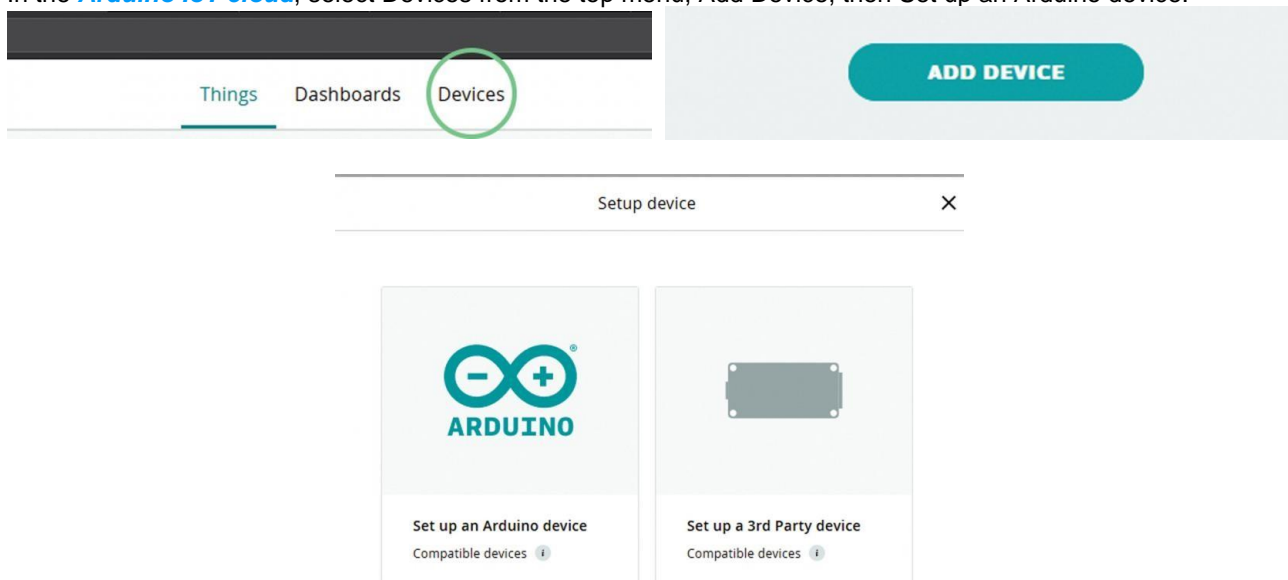 In the Arduino IoT cloud, select Devices from the top menu, Add Device, then Set up an Arduino device.
Things Dashboards Devices
ADD DEVICE
Setup device
ARDUINO
Set up an Arduino device
Compatible devices i
Set up a 3rd Party device
Compatible devices i